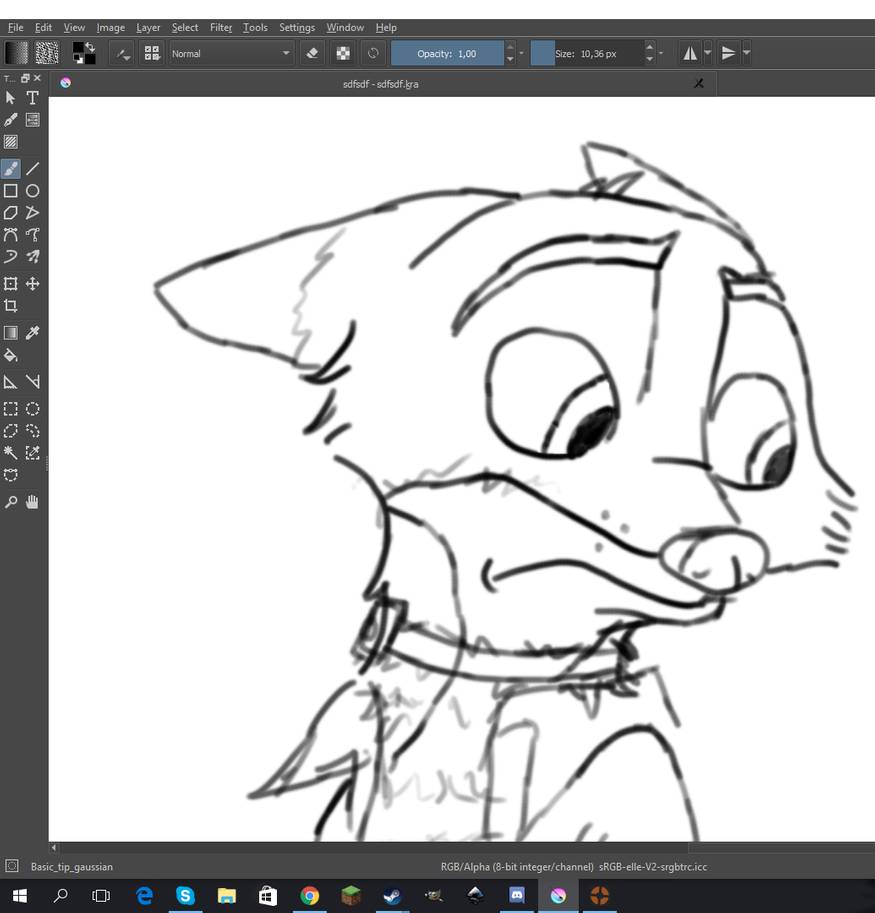 File Edit View Image Layer Select Filter Tools Settings Window Help
Normal Opacity: 1,00 Size: 10,36 px
T...
sdfsdf - sdfsdf.kra
Basic_tip_gaussian RGB/Alpha (8-bit integer/channel) sRGB-elle-V2-srgbtrc.icc